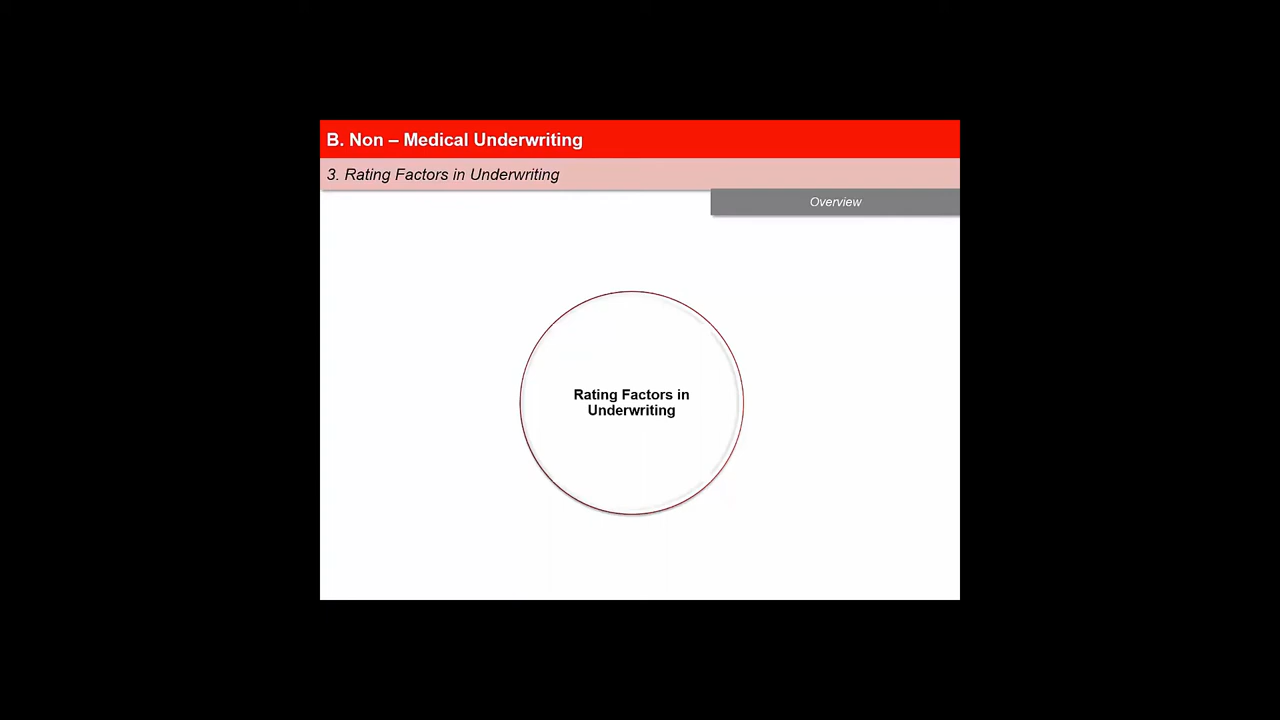 B. Non – Medical Underwriting
3. Rating Factors in Underwriting
Overview
Rating Factors in
Underwriting